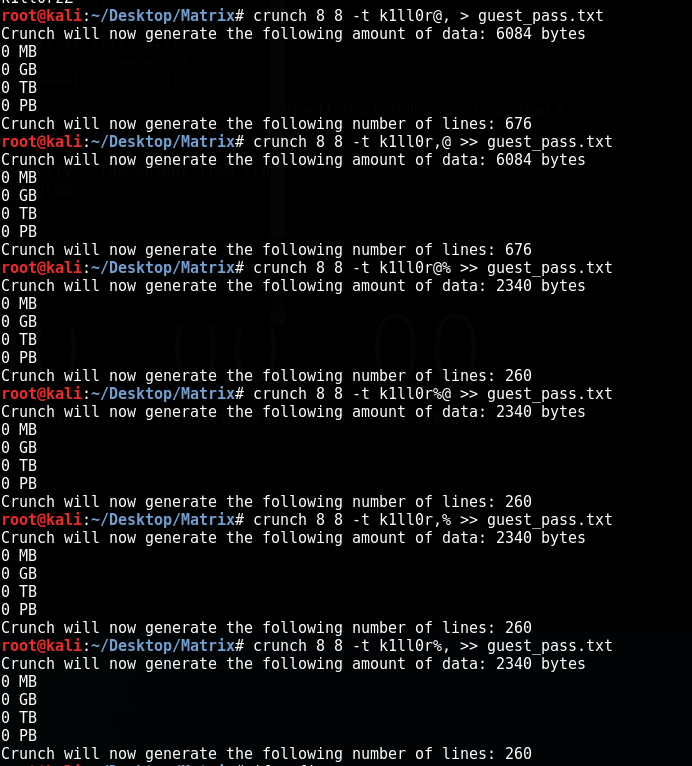 root@kali:~/Desktop/Matrix# crunch 8 8 -t k1ll0r@, > guest_pass.txt
Crunch will now generate the following amount of data: 6084 bytes
0 MB
0 GB
0 TB
0 PB
Crunch will now generate the following number of lines: 676
root@kali:~/Desktop/Matrix# crunch 8 8 -t k1ll0r,@ >> guest_pass.txt
Crunch will now generate the following amount of data: 6084 bytes
0 MB
0 GB
0 TB
0 PB
Crunch will now generate the following number of lines: 676
root@kali:~/Desktop/Matrix# crunch 8 8 -t k1ll0r@% >> guest_pass.txt
Crunch will now generate the following amount of data: 2340 bytes
0 MB
0 GB
0 TB
0 PB
Crunch will now generate the following number of lines: 260
root@kali:~/Desktop/Matrix# crunch 8 8 -t k1ll0r%@ >> guest_pass.txt
Crunch will now generate the following amount of data: 2340 bytes
0 MB
0 GB
0 TB
0 PB
Crunch will now generate the following number of lines: 260
root@kali:~/Desktop/Matrix# crunch 8 8 -t k1ll0r,% >> guest_pass.txt
Crunch will now generate the following amount of data: 2340 bytes
0 MB
0 GB
0 TB
0 PB
Crunch will now generate the following number of lines: 260
root@kali:~/Desktop/Matrix# crunch 8 8 -t k1ll0r%, >> guest_pass.txt
Crunch will now generate the following amount of data: 2340 bytes
0 MB
0 GB
0 TB
0 PB
Crunch will now generate the following number of lines: 260